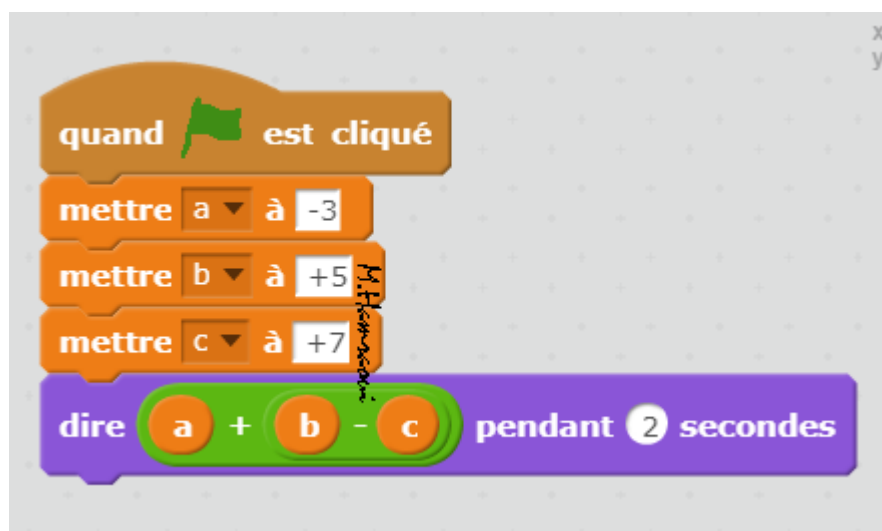 x
y
quand est cliqué
mettre a à -3
mettre b à +5
mettre c à +7
dire a + b - c pendant 2 secondes